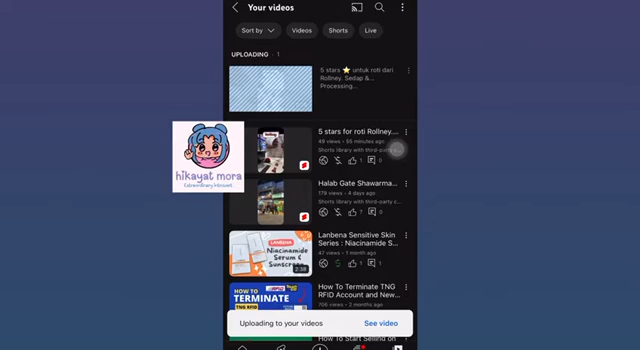 Your videos
Sort by
Videos
Shorts
Live
UPLOADING · 1
5 stars ⭐ untuk roti dari
Rollney. Sedap &
Processing...
5 stars for roti Rollney....
49 views • 55 minutes ago
Shorts library with third-party
1
0
Halab Gate Shawarma...
179 views • 4 days ago
Shorts library with third-party s...
7
0
hikayat mora
Extraordinary Introvert
LANBENA
Niacinamide
Serum &
Sunscreen
2:38
Lanbena Sensitive Skin
Series : Niacinamide S...
47 views • 1 month ago
1
1
HOW TO
TERMINATE
TNG RFID
How To Terminate TNG
RFID Account and New...
706 views • 2 months ago
Uploading to your videos
See video
How To Start Selling on